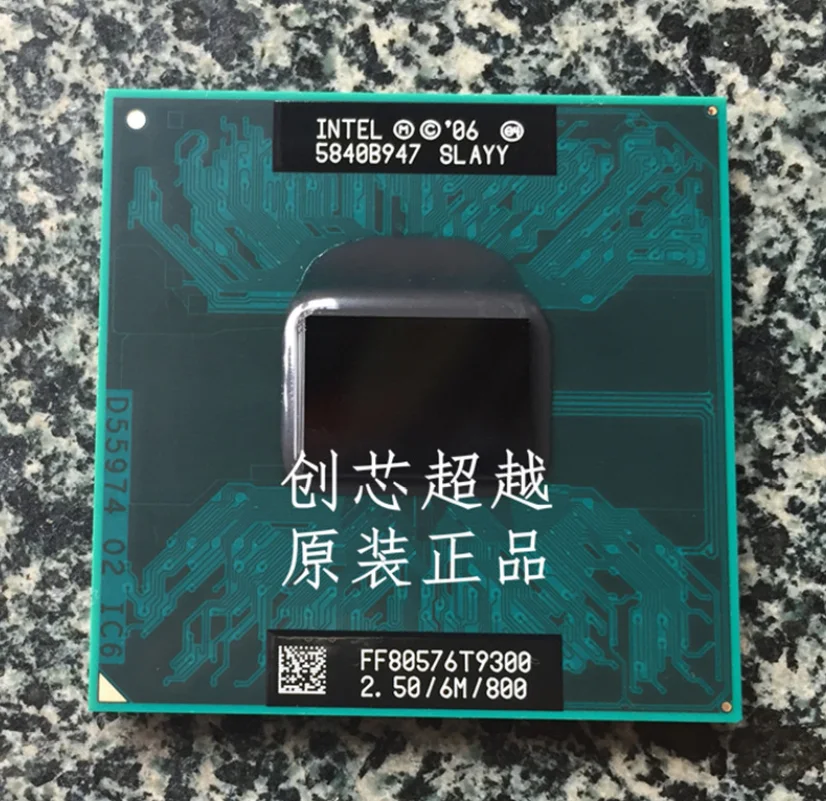 INTEL Ⓜ © '06 ㊃
5840B947 SLAYY
D55974 02 IC6
创芯超越
原装正品
FF80576T9300
2.50/6M/800